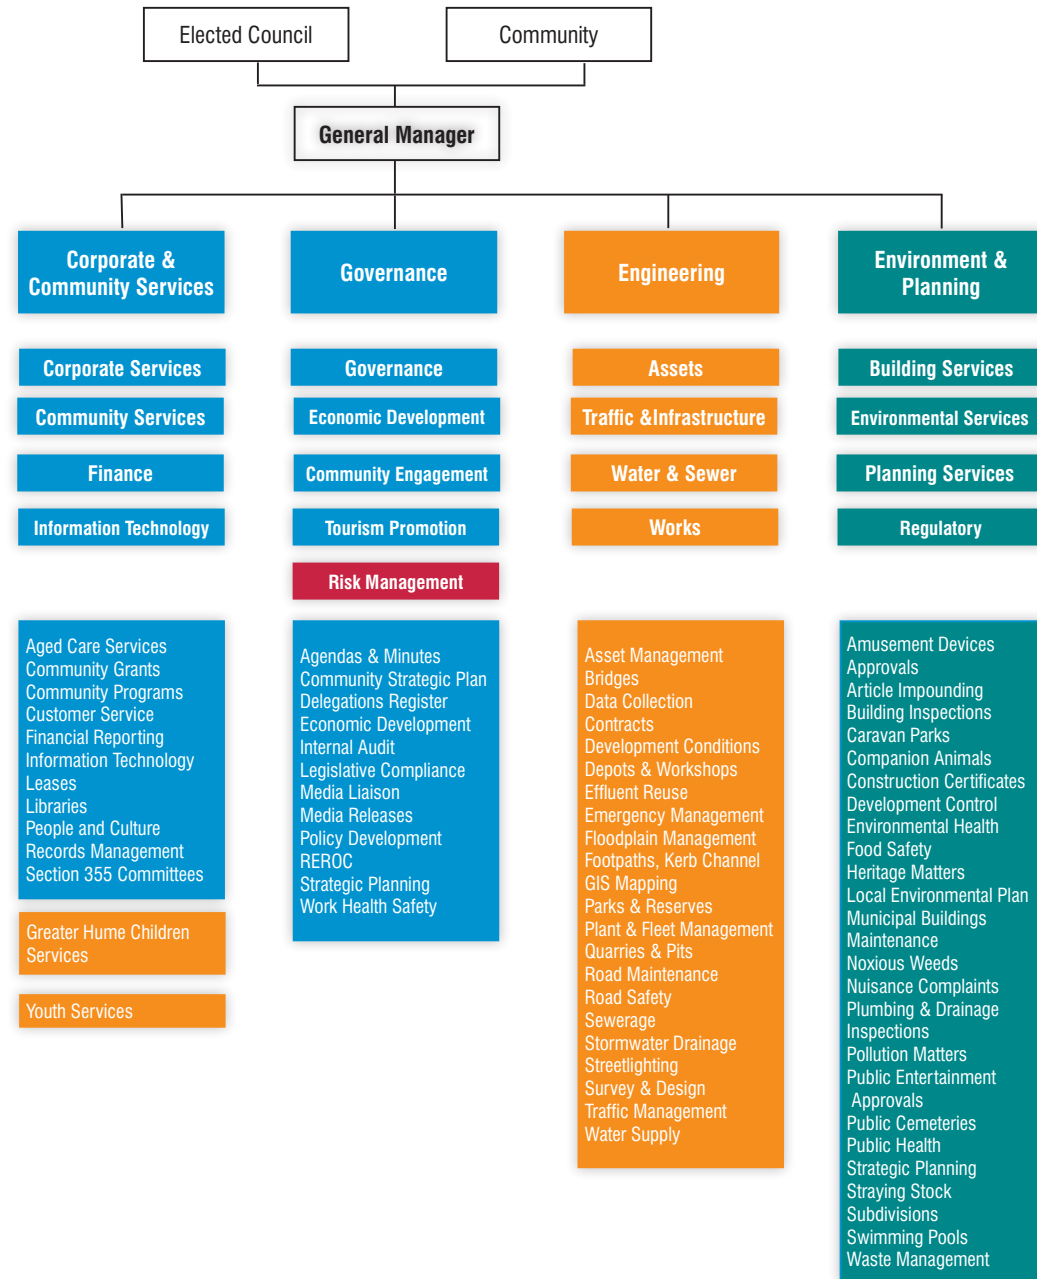 Elected Council
Community
General Manager
Corporate &
Community Services
Governance
Engineering
Environment &
Planning
Corporate Services
Community Services
Finance
Information Technology
Governance
Economic Development
Community Engagement
Tourism Promotion
Risk Management
Assets
Traffic &Infrastructure
Water & Sewer
Works
Building Services
Environmental Services
Planning Services
Regulatory
Aged Care Services
Community Grants
Community Programs
Customer Service
Financial Reporting
Information Technology
Leases
Libraries
People and Culture
Records Management
Section 355 Committees
Greater Hume Children
Services
Youth Services
Agendas & Minutes
Community Strategic Plan
Delegations Register
Economic Development
Internal Audit
Legislative Compliance
Media Liaison
Media Releases
Policy Development
REROC
Strategic Planning
Work Health Safety
Asset Management
Bridges
Data Collection
Contracts
Development Conditions
Depots & Workshops
Effluent Reuse
Emergency Management
Floodplain Management
Footpaths, Kerb Channel
GIS Mapping
Parks & Reserves
Plant & Fleet Management
Quarries & Pits
Road Maintenance
Road Safety
Sewerage
Stormwater Drainage
Streetlighting
Survey & Design
Traffic Management
Water Supply
Amusement Devices
Approvals
Article Impounding
Building Inspections
Caravan Parks
Companion Animals
Construction Certificates
Development Control
Environmental Health
Food Safety
Heritage Matters
Local Environmental Plan
Municipal Buildings
Maintenance
Noxious Weeds
Nuisance Complaints
Plumbing & Drainage
Inspections
Pollution Matters
Public Entertainment
Approvals
Public Cemeteries
Public Health
Strategic Planning
Straying Stock
Subdivisions
Swimming Pools
Waste Management